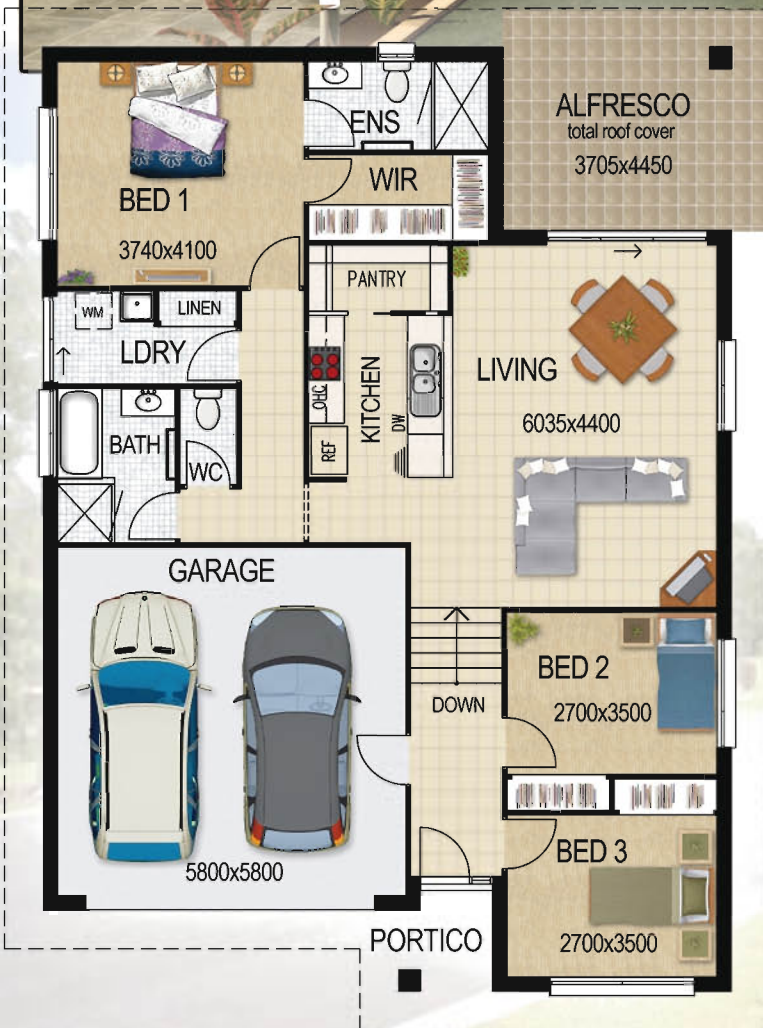 ALFRESCO
total roof cover
3705x4450
ENS
WIR
BED 1
3740x4100
PANTRY
WM
LINEN
LDRY
KITCHEN
OHC
DW
REF
LIVING
6035x4400
BATH
WC
GARAGE
5800x5800
DOWN
BED 2
2700x3500
BED 3
2700x3500
PORTICO